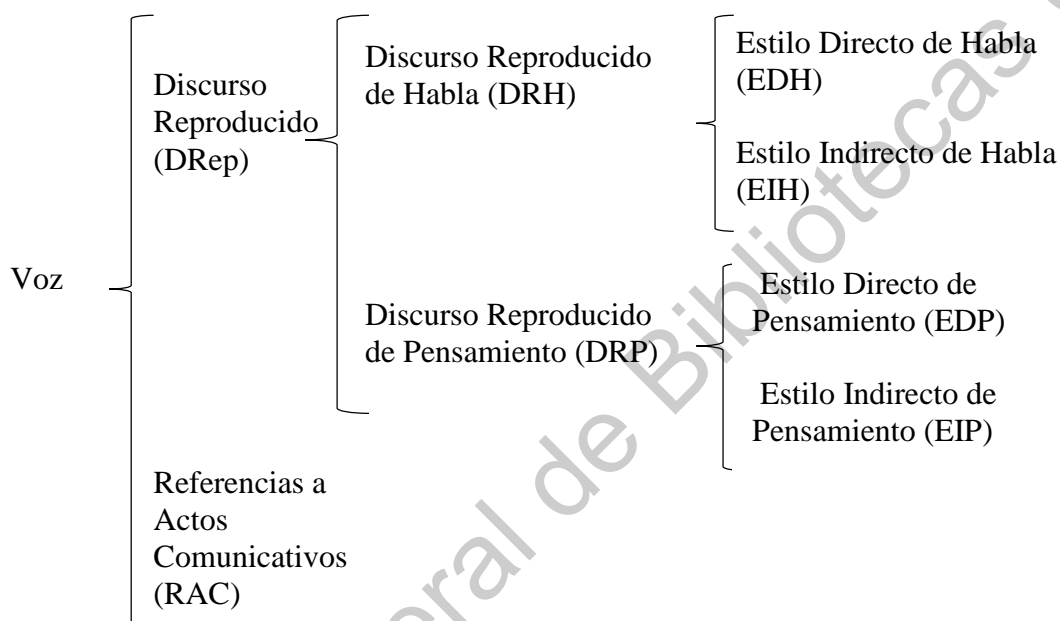 Voz
Discurso
Reproducido
(DRep)
Discurso Reproducido
de Habla (DRH)
Estilo Directo de Habla
(EDH)
Estilo Indirecto de Habla
(EIH)
Discurso Reproducido
de Pensamiento (DRP)
Estilo Directo de
Pensamiento (EDP)
Estilo Indirecto de
Pensamiento (EIP)
Referencias a
Actos
Comunicativos
(RAC)
de Bibliotecas